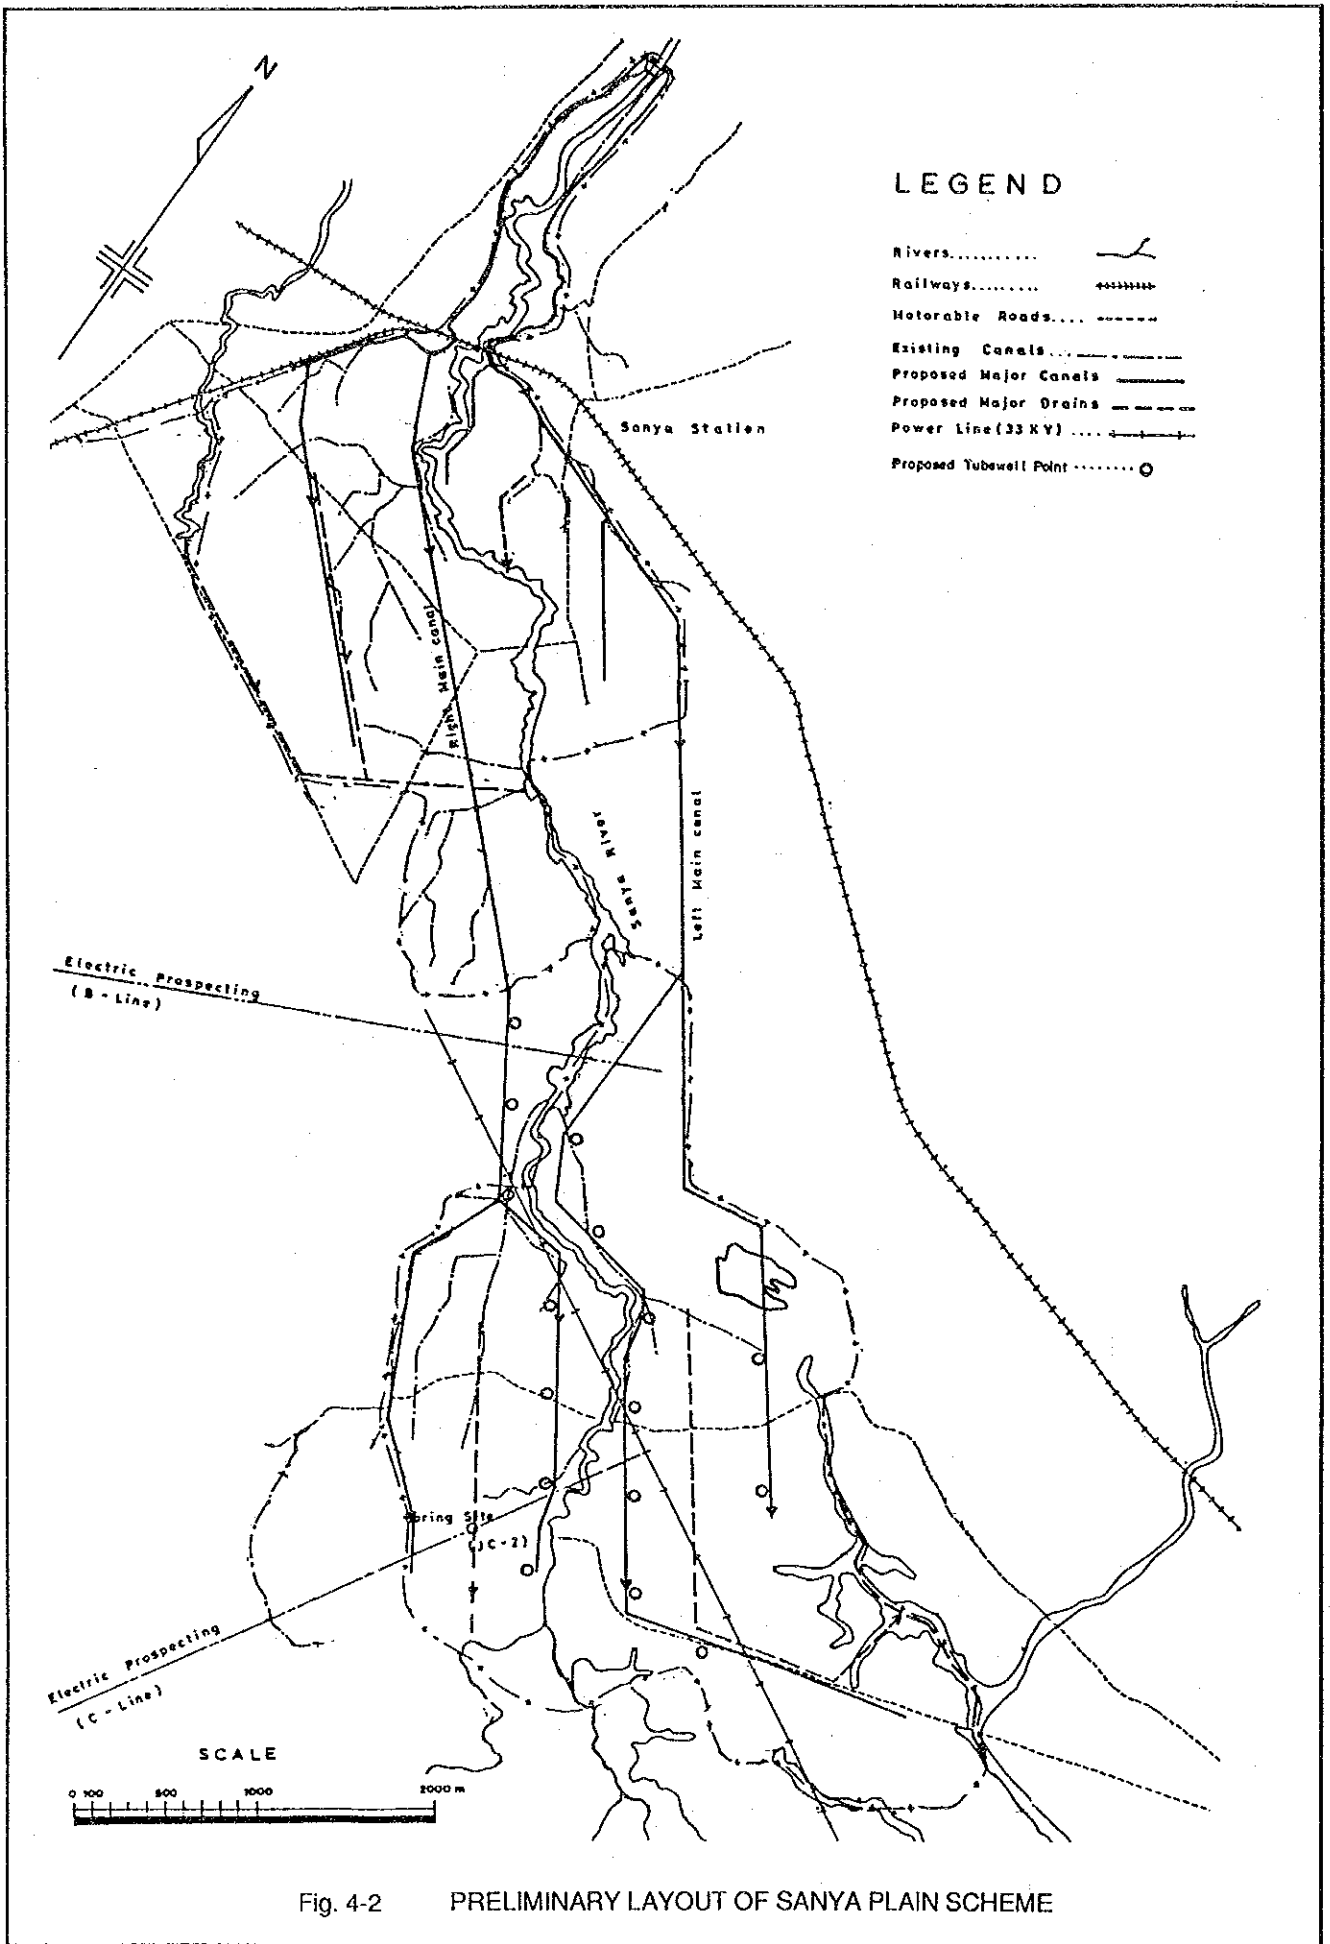 N
LEGEND
Rivers...........
Railways........
Motorable Roads....
Existing Canals...
Proposed Major Canals
Proposed Major Drains
Power Line (33 KV) ....
Proposed Tubewell Point ........
Sanya Station
Right Main canal
Sanya River
Left Main canal
Electric Prospecting
(B - Line)
oring Site
(JC-2)
Electric Prospecting
(C - Line)
SCALE
0 100 500 1000 2000 m
Fig. 4-2 PRELIMINARY LAYOUT OF SANYA PLAIN SCHEME